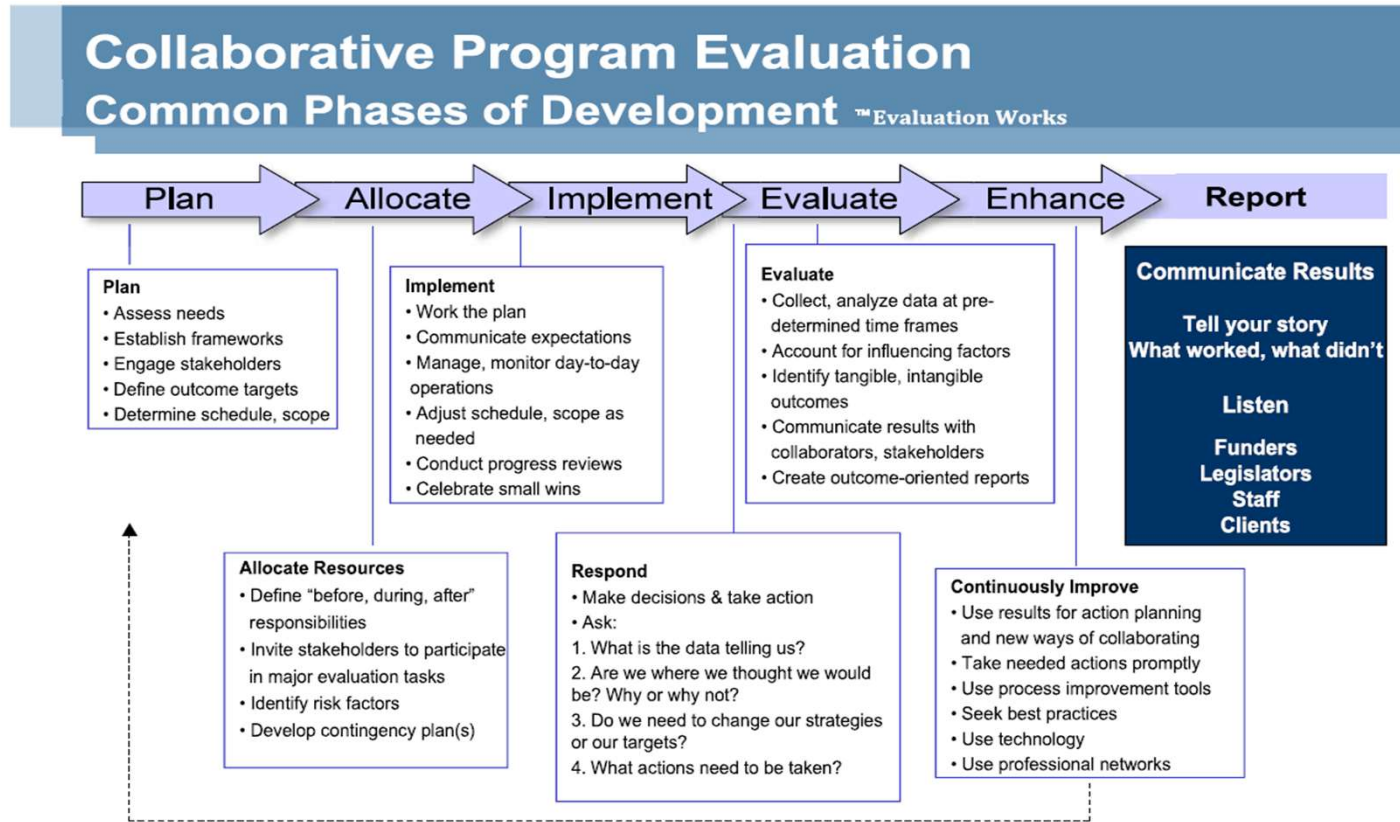 Collaborative Program Evaluation
Common Phases of Development ™Evaluation Works
Plan
Allocate
Implement
Evaluate
Enhance
Report
Plan
• Assess needs
• Establish frameworks
• Engage stakeholders
• Define outcome targets
• Determine schedule, scope
Implement
• Work the plan
• Communicate expectations
• Manage, monitor day-to-day
operations
• Adjust schedule, scope as
needed
• Conduct progress reviews
• Celebrate small wins
Evaluate
• Collect, analyze data at pre-
determined time frames
• Account for influencing factors
• Identify tangible, intangible
outcomes
• Communicate results with
collaborators, stakeholders
• Create outcome-oriented reports
Communicate Results
Tell your story
What worked, what didn't
Listen
Funders
Legislators
Staff
Clients
Allocate Resources
• Define “before, during, after”
responsibilities
• Invite stakeholders to participate
in major evaluation tasks
• Identify risk factors
• Develop contingency plan(s)
Respond
• Make decisions & take action
• Ask:
1. What is the data telling us?
2. Are we where we thought we would
be? Why or why not?
3. Do we need to change our strategies
or our targets?
4. What actions need to be taken?
Continuously Improve
• Use results for action planning
and new ways of collaborating
• Take needed actions promptly
• Use process improvement tools
• Seek best practices
• Use technology
• Use professional networks